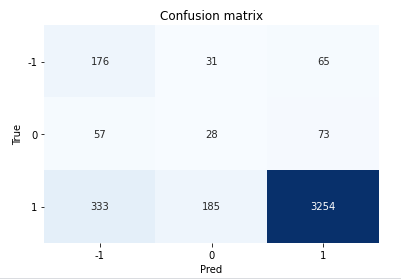 Confusion matrix
-1 176 31 65
True
0 57 28 73
1 333 185 3254
-1 0 1
Pred